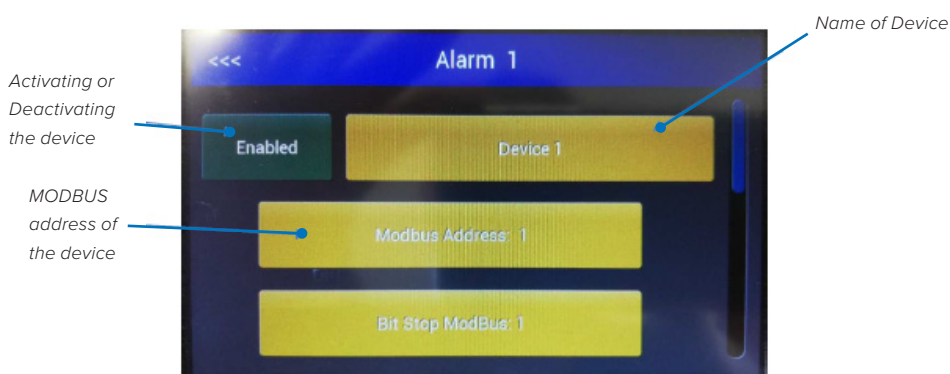 Name of Device
<<< Alarm 1
Activating or
Deactivating
the device
Enabled
Device 1
MODBUS
address of
the device
Modbus Address: 1
Bit Stop ModBus: 1